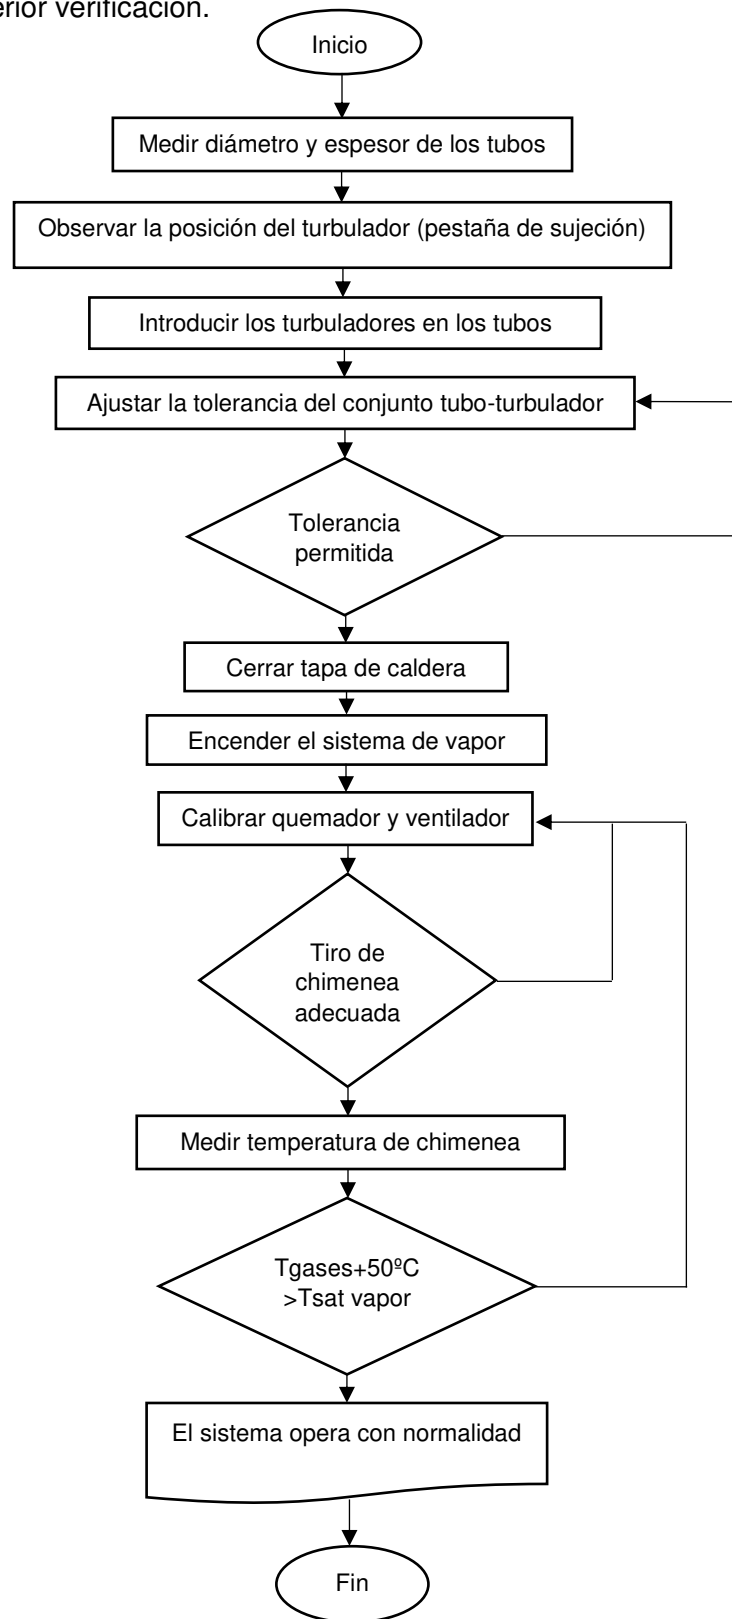 verificación.
Inicio
Medir diámetro y espesor de los tubos
Observar la posición del turbulador (pestaña de sujeción)
Introducir los turbuladores en los tubos
Ajustar la tolerancia del conjunto tubo-turbulador
Tolerancia
permitida
Cerrar tapa de caldera
Encender el sistema de vapor
Calibrar quemador y ventilador
Tiro de
chimenea
adecuada
Medir temperatura de chimenea
Tgases+50ºC
>Tsat vapor
El sistema opera con normalidad
Fin